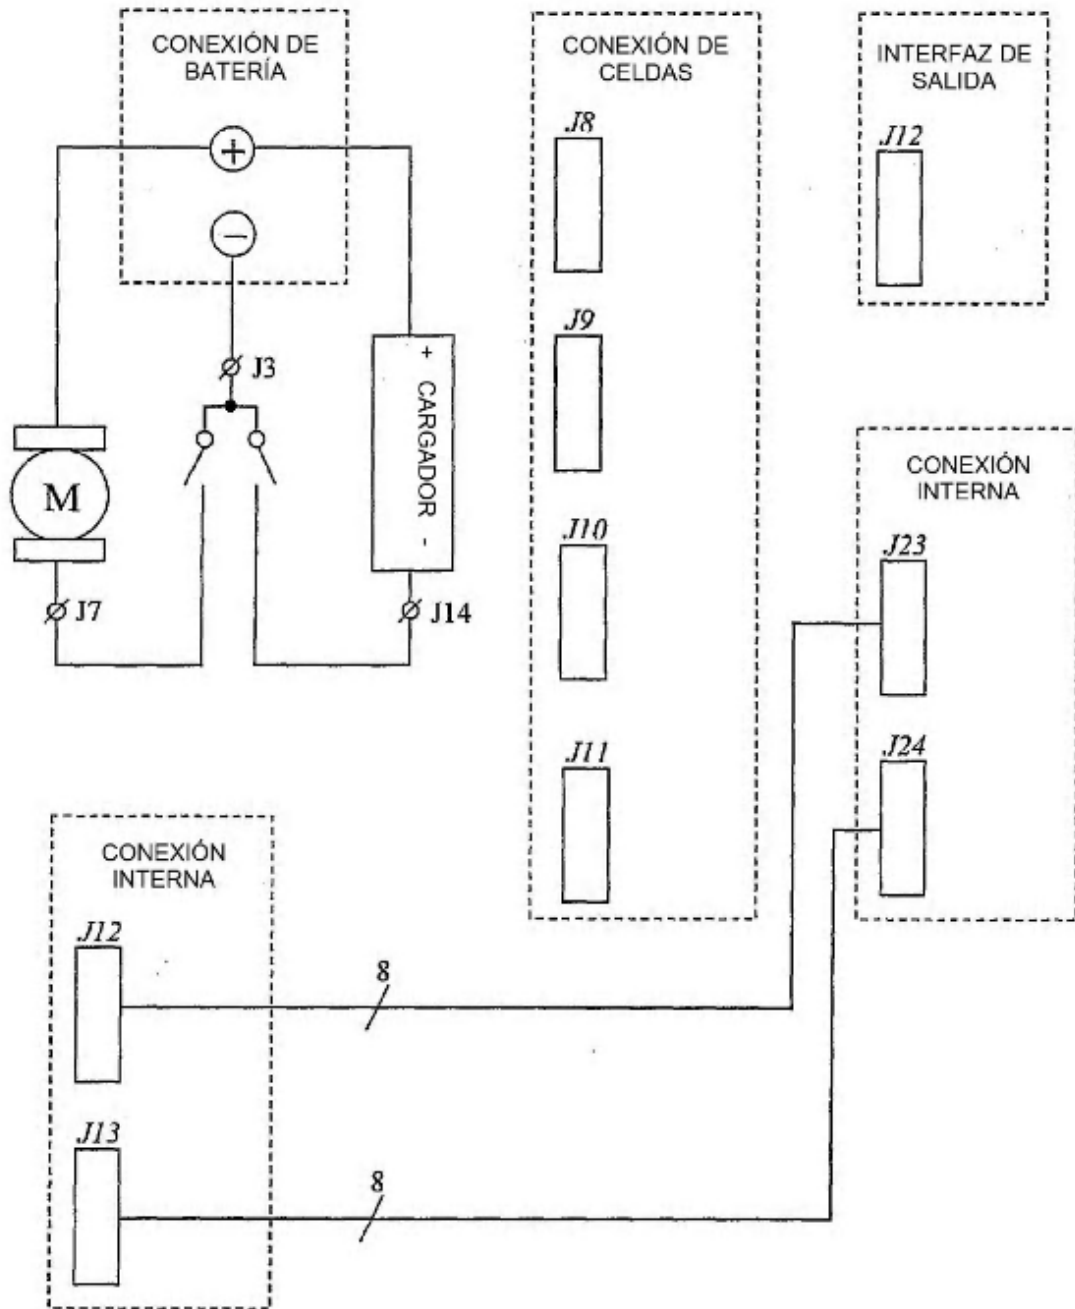 CONEXIÓN DE
BATERÍA
+
−
J3
M
J7
+ CARGADOR -
J14
CONEXIÓN DE
CELDAS
J8
J9
J10
J11
INTERFAZ DE
SALIDA
J12
CONEXIÓN
INTERNA
J23
J24
CONEXIÓN
INTERNA
J12
8
J13
8